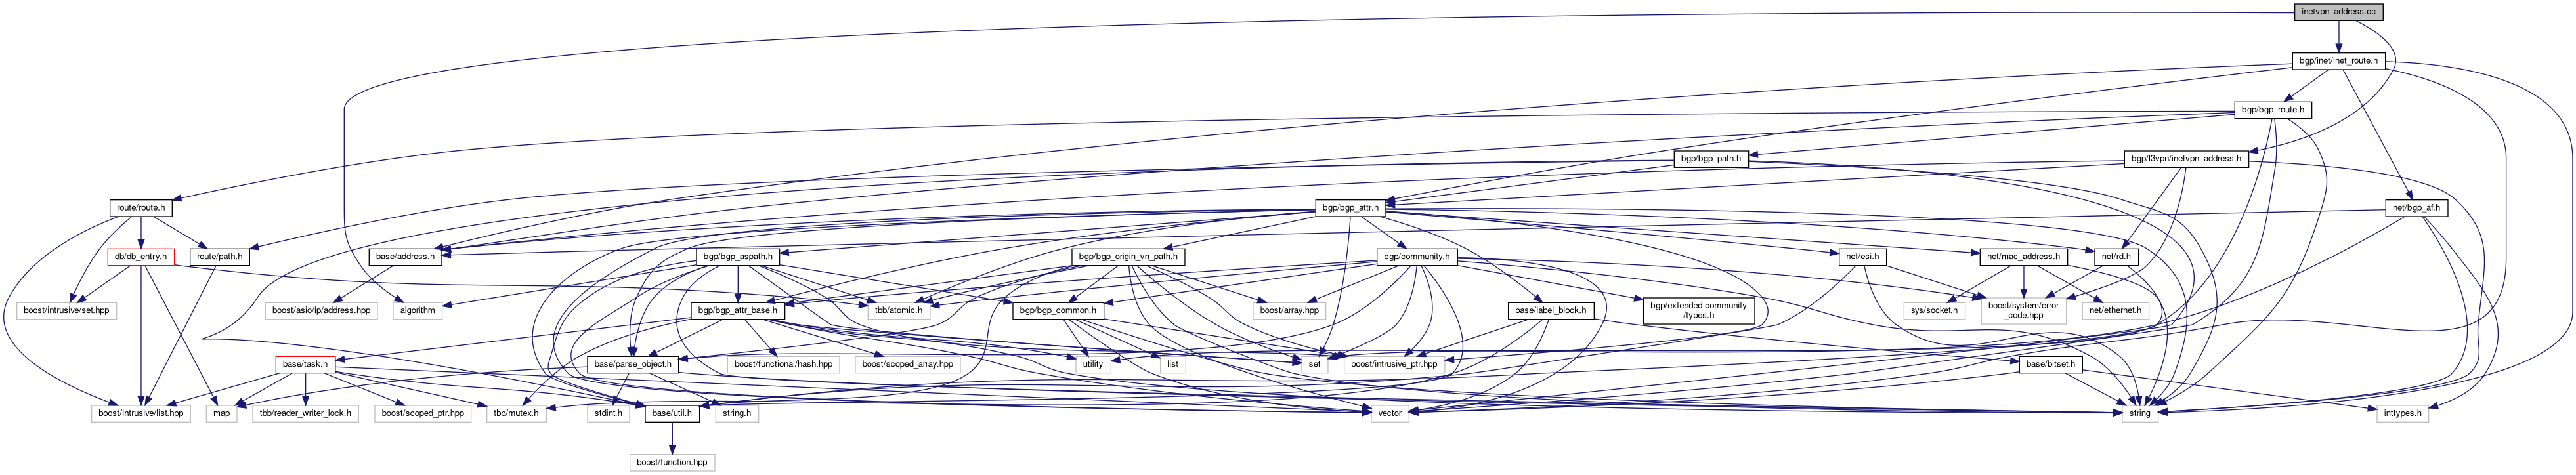 inetvpn_address.cc
bgp/inet/inet_route.h
bgp/bgp_route.h
bgp/bgp_path.h
bgp/l3vpn/inetvpn_address.h
route/route.h
bgp/bgp_attr.h
net/bgp_af.h
db/db_entry.h
route/path.h
base/address.h
bgp/bgp_aspath.h
bgp/bgp_origin_vn_path.h
bgp/community.h
net/esi.h
net/mac_address.h
net/rd.h
boost/intrusive/set.hpp
boost/asio/ip/address.hpp
algorithm
bgp/bgp_attr_base.h
tbb/atomic.h
bgp/bgp_common.h
boost/array.hpp
bgp/extended-community
/types.h
base/label_block.h
sys/socket.h
boost/system/error
_code.hpp
net/ethernet.h
base/task.h
base/parse_object.h
boost/functional/hash.hpp
boost/scoped_array.hpp
utility
list
set
boost/intrusive_ptr.hpp
base/bitset.h
boost/intrusive/list.hpp
map
tbb/reader_writer_lock.h
boost/scoped_ptr.hpp
tbb/mutex.h
stdint.h
base/util.h
string.h
vector
string
inttypes.h
boost/function.hpp